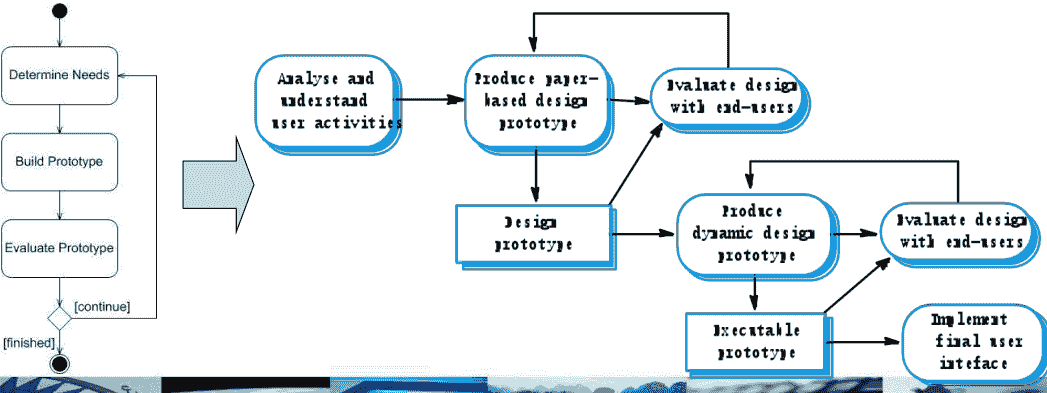 Determine Needs
Build Prototype
Evaluate Prototype
[continue]
[finished]
Analyse and
understand
user activities
Produce paper-
based design
prototype
Evaluate design
with end-users
Design
prototype
Produce
dynamic design
prototype
Evaluate design
with end-users
Executable
prototype
Implement
final user
inteface